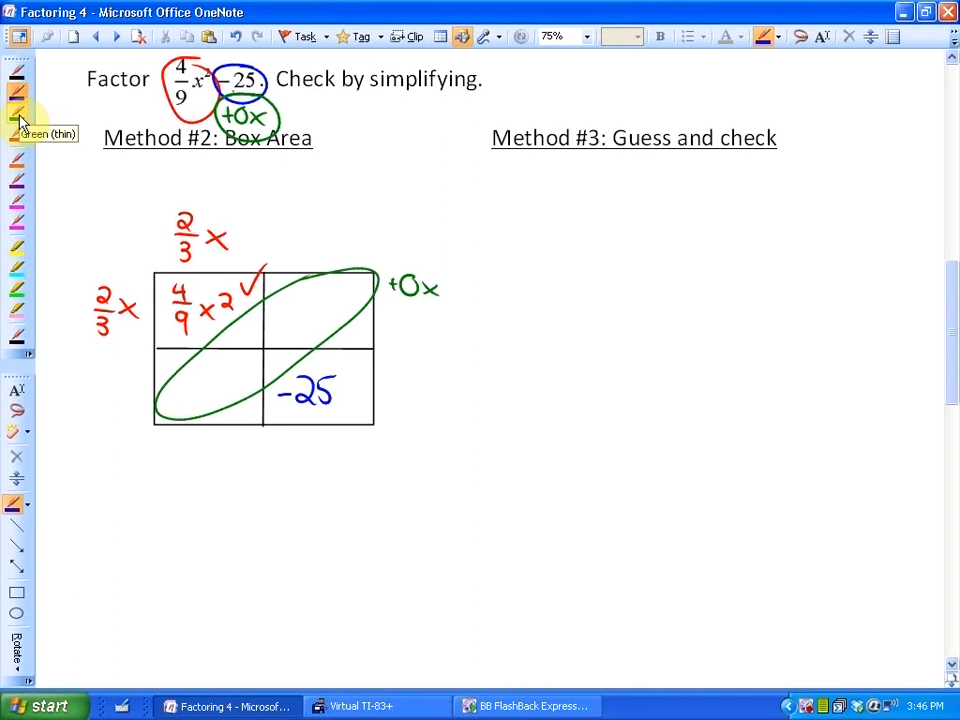 Factoring 4 - Microsoft Office OneNote
Task Tag Clip 75% B A
Factor 4/9 x² - 25. Check by simplifying.
+0x
Green (thin)
Method #2: Box Area
Method #3: Guess and check
2/3 x
2/3 x 4/9 x² ✓ +0x
-25
Rotate
start Factoring 4 - Microsof... Virtual TI-83+ BB FlashBack Express... 3:46 PM